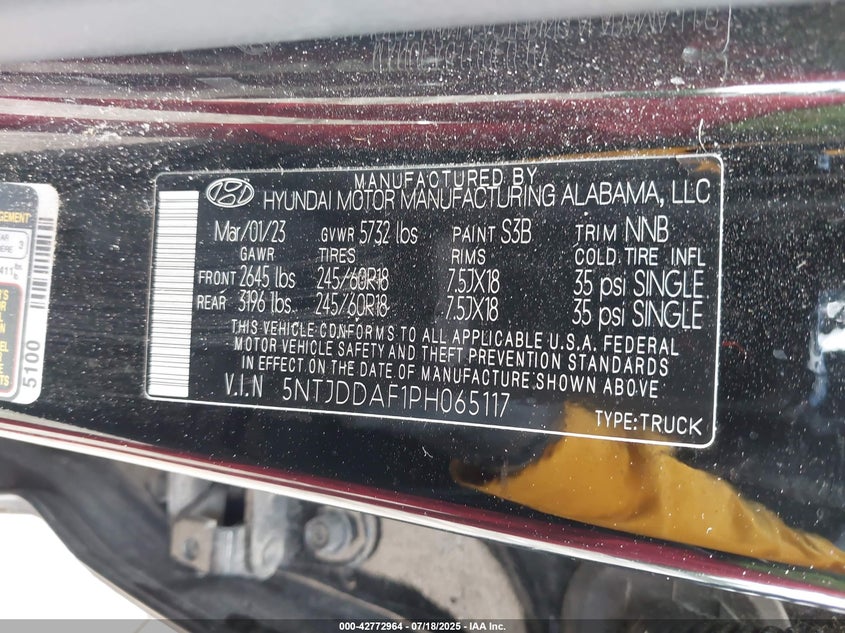 MANUFACTURED BY
HYUNDAI MOTOR MANUFACTURING ALABAMA, LLC
Mar/01/23 GVWR 5732 lbs PAINT S3B TRIM NNB
GAWR TIRES RIMS COLD. TIRE INFL
FRONT 2645 lbs 245/60R18 7.5JX18 35 psi SINGLE
REAR 3196 lbs. 245/60R18 7.5JX18 35 psi SINGLE
THIS VEHICLE CONFORMS TO ALL APPLICABLE U.S.A. FEDERAL
MOTOR VEHICLE SAFETY AND THEFT PREVENTION STANDARDS
IN EFFECT ON THE DATE OF MANUFACTURE SHOWN ABOVE
V.I.N 5NTJDDAF1PH065117
TYPE:TRUCK
3
5100
000-42772964 / 07/18/2025 - IAA Inc.